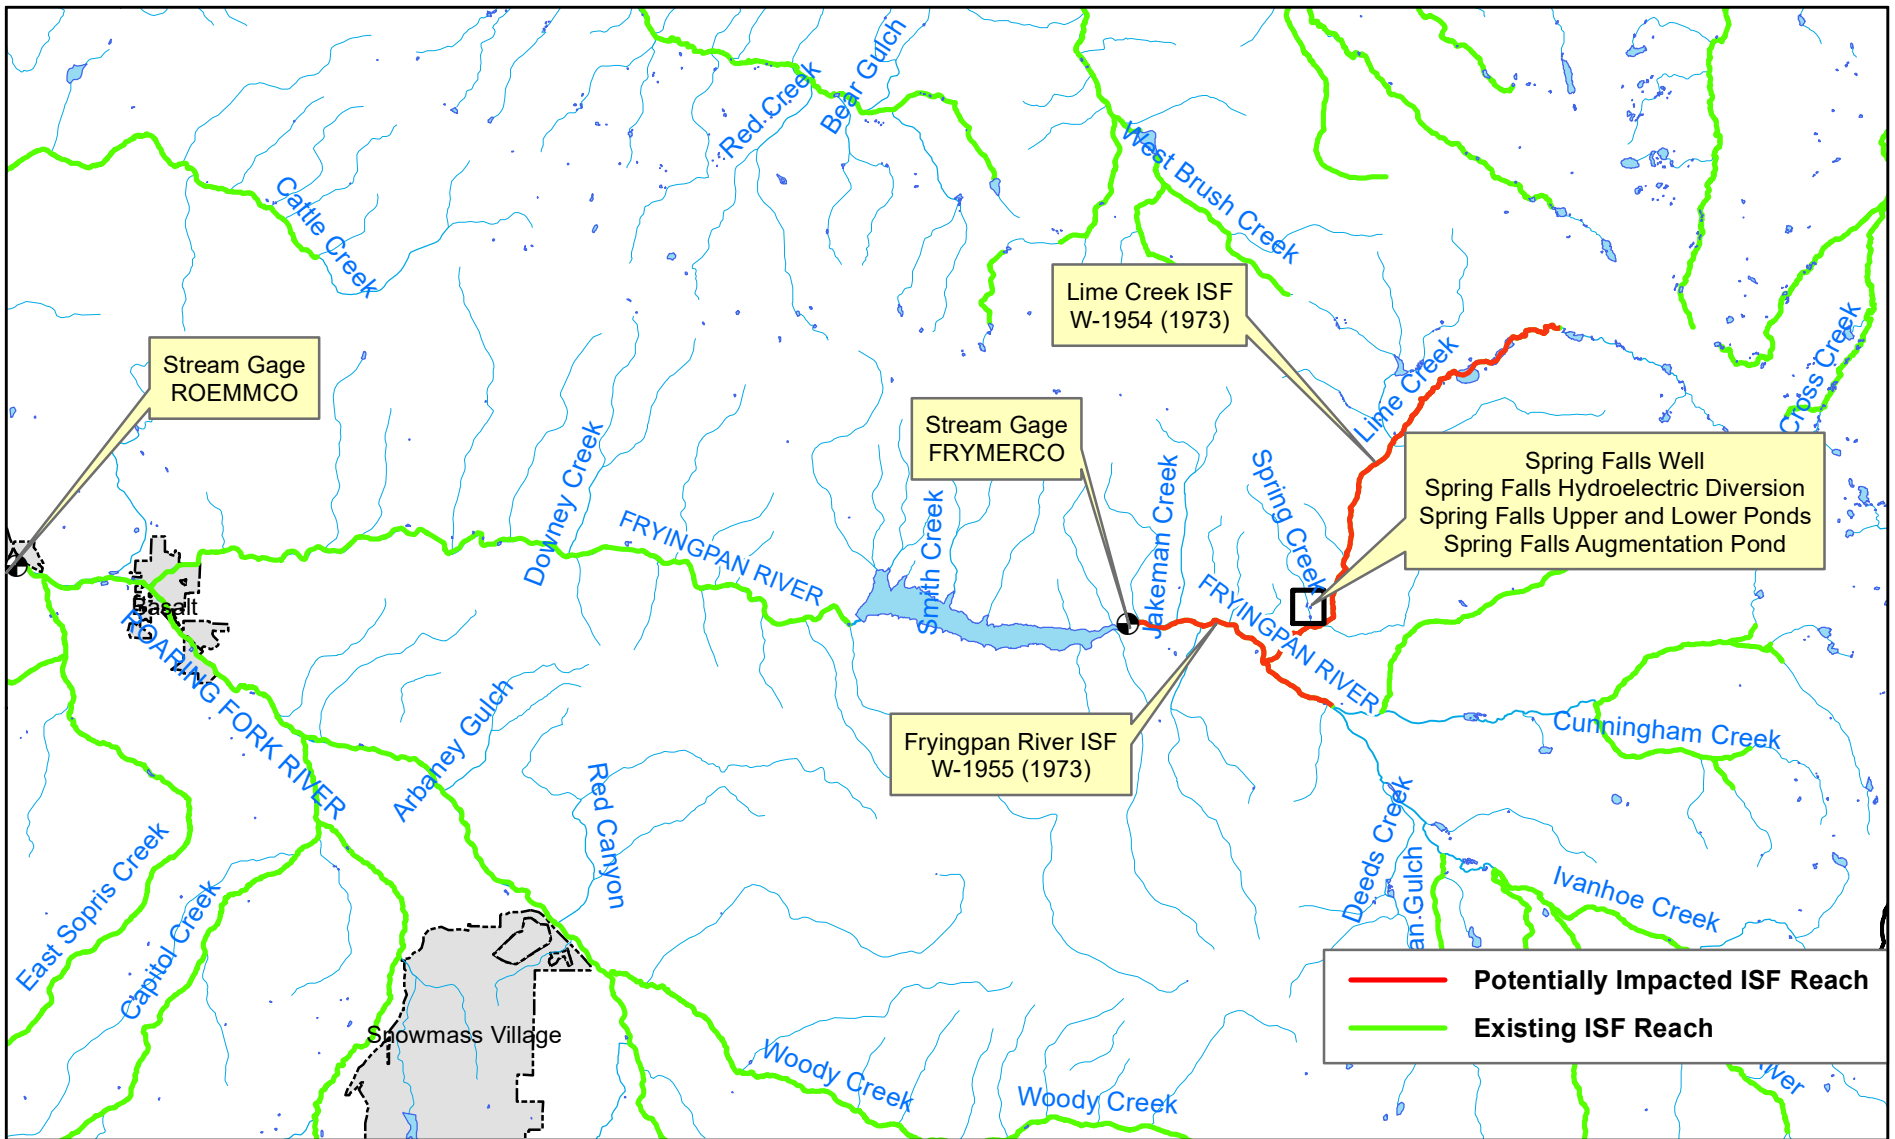 Bear Gulch
Red Creek
West Brush Creek
Cattle Creek
Lime Creek ISF
W-1954 (1973)
Stream Gage
ROEMMCO
Lime Creek
Cross Creek
Stream Gage
FRYMERCO
Spring Falls Well
Spring Falls Hydroelectric Diversion
Spring Falls Upper and Lower Ponds
Spring Falls Augmentation Pond
Downey Creek
FRYINGPAN RIVER
Smith Creek
Jakeman Creek
Spring Creek
FRYINGPAN RIVER
Basalt
ROARING FORK RIVER
Arbaney Gulch
Fryingpan River ISF
W-1955 (1973)
Cunningham Creek
Red Canyon
East Sopris Creek
Capitol Creek
Deeds Creek
an Gulch
Ivanhoe Creek
Potentially Impacted ISF Reach
Existing ISF Reach
Snowmass Village
Woody Creek
Woody Creek